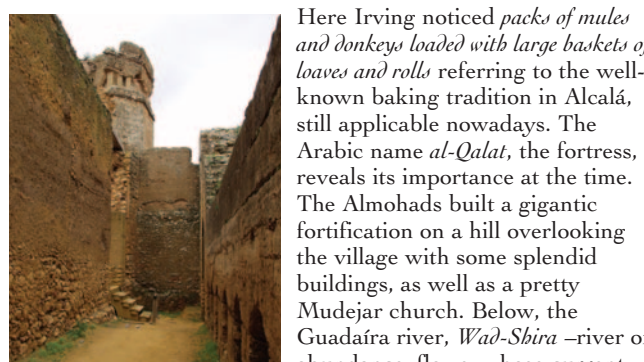 Here Irving noticed packs of mules
and donkeys loaded with large baskets of
loaves and rolls referring to the well-
known baking tradition in Alcalá,
still applicable nowadays. The
Arabic name al-Qalat, the fortress,
reveals its importance at the time.
The Almohads built a gigantic
fortification on a hill overlooking
the village with some splendid
buildings, as well as a pretty
Mudejar church. Below, the
Guadaíra river, Wad-Shira –river